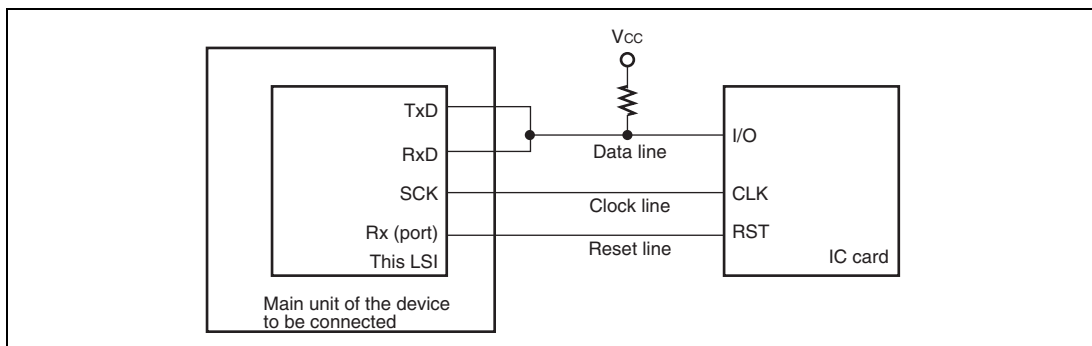 Vcc
TxD
RxD
SCK
Rx (port)
This LSI
Main unit of the device
to be connected
Data line
Clock line
Reset line
I/O
CLK
RST
IC card